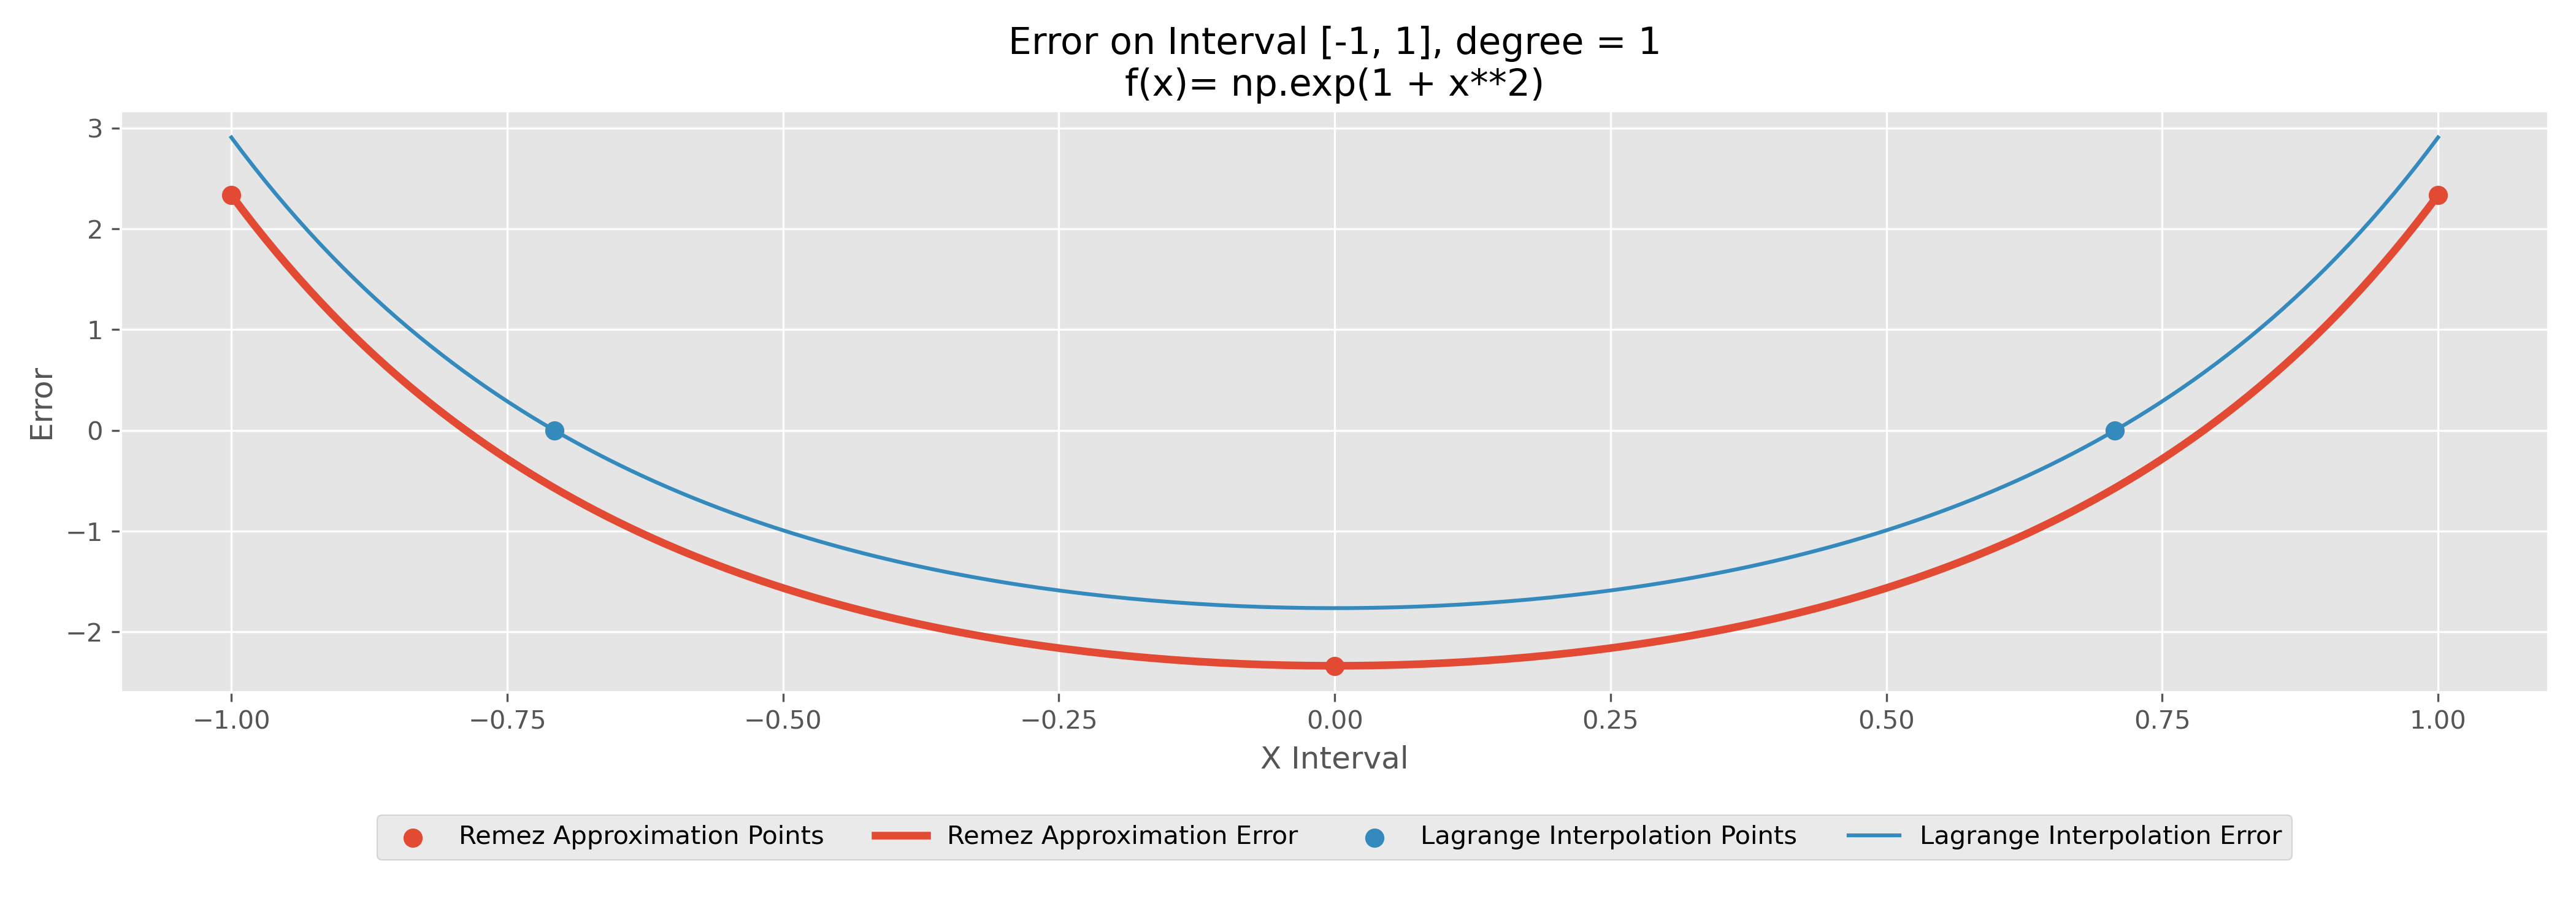 Error on Interval [-1, 1], degree = 1
f(x)= np.exp(1 + x**2)
3
2
1
0
−1
−2
Error
−1.00 −0.75 −0.50 −0.25 0.00 0.25 0.50 0.75 1.00
X Interval
Remez Approximation Points Remez Approximation Error Lagrange Interpolation Points Lagrange Interpolation Error